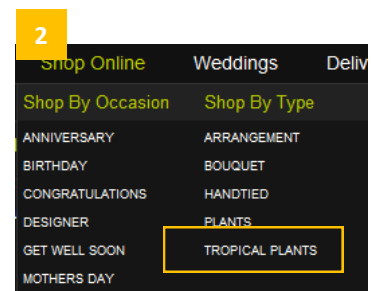 2
Shop Online Weddings Deliv
Shop By Occasion Shop By Type
ANNIVERSARY ARRANGEMENT
BIRTHDAY BOUQUET
CONGRATULATIONS HANDTIED
DESIGNER PLANTS
GET WELL SOON TROPICAL PLANTS
MOTHERS DAY